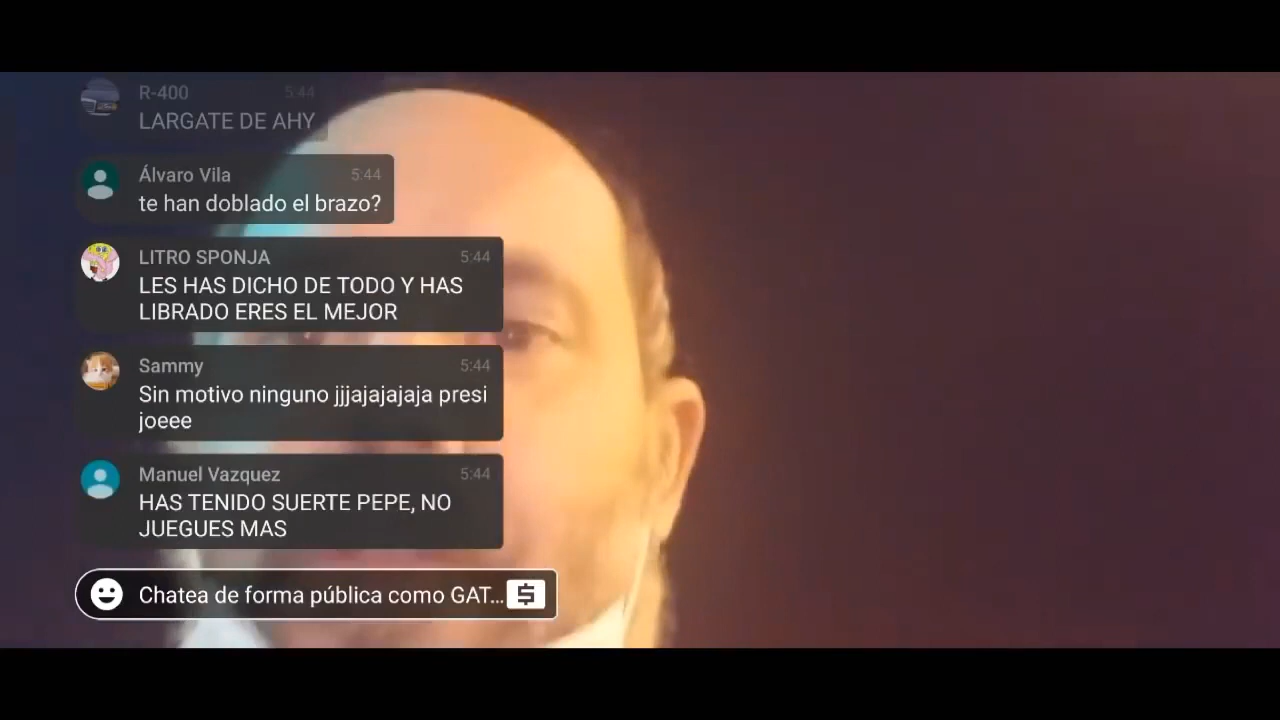 R-400 5:44
LARGATE DE AHY
Álvaro Vila 5:44
te han doblado el brazo?
LITRO SPONJA 5:44
LES HAS DICHO DE TODO Y HAS
LIBRADO ERES EL MEJOR
Sammy 5:44
Sin motivo ninguno jjjajajajaja presi
joeee
Manuel Vazquez 5:44
HAS TENIDO SUERTE PEPE, NO
JUEGUES MAS
Chatea de forma pública como GAT...
$